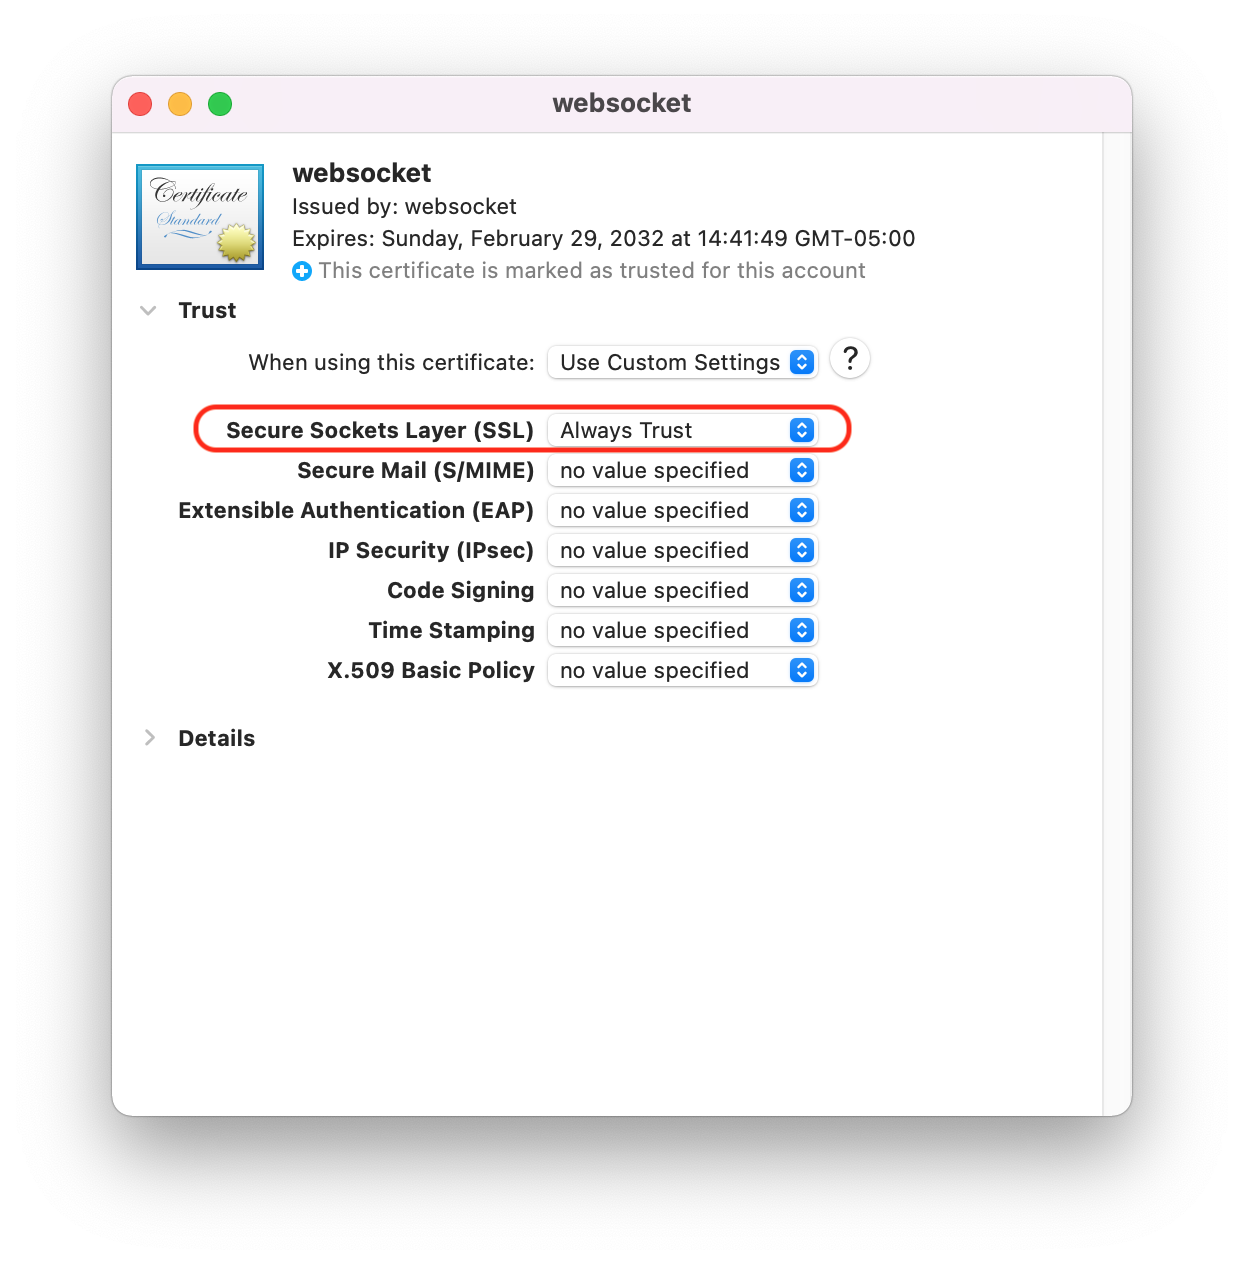 websocket
Certificate
Standard
websocket
Issued by: websocket
Expires: Sunday, February 29, 2032 at 14:41:49 GMT-05:00
This certificate is marked as trusted for this account
Trust
When using this certificate: Use Custom Settings ?
Secure Sockets Layer (SSL) Always Trust
Secure Mail (S/MIME) no value specified
Extensible Authentication (EAP) no value specified
IP Security (IPsec) no value specified
Code Signing no value specified
Time Stamping no value specified
X.509 Basic Policy no value specified
Details